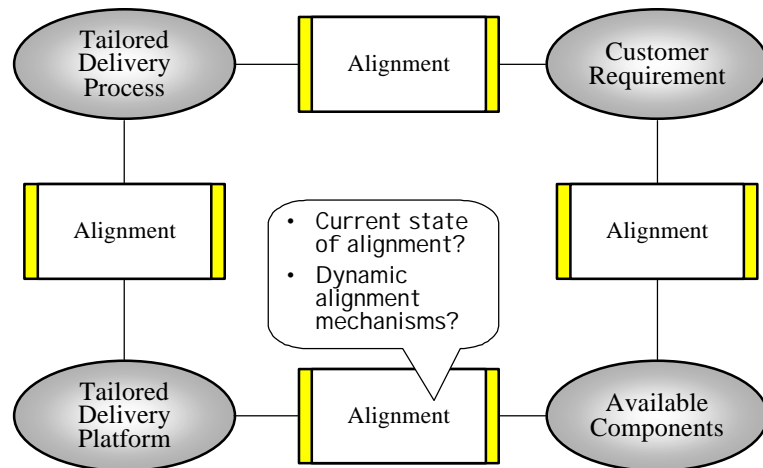 Tailored
Delivery
Process
Alignment
Customer
Requirement
Alignment
• Current state
of alignment?
• Dynamic
alignment
mechanisms?
Alignment
Tailored
Delivery
Platform
Alignment
Available
Components